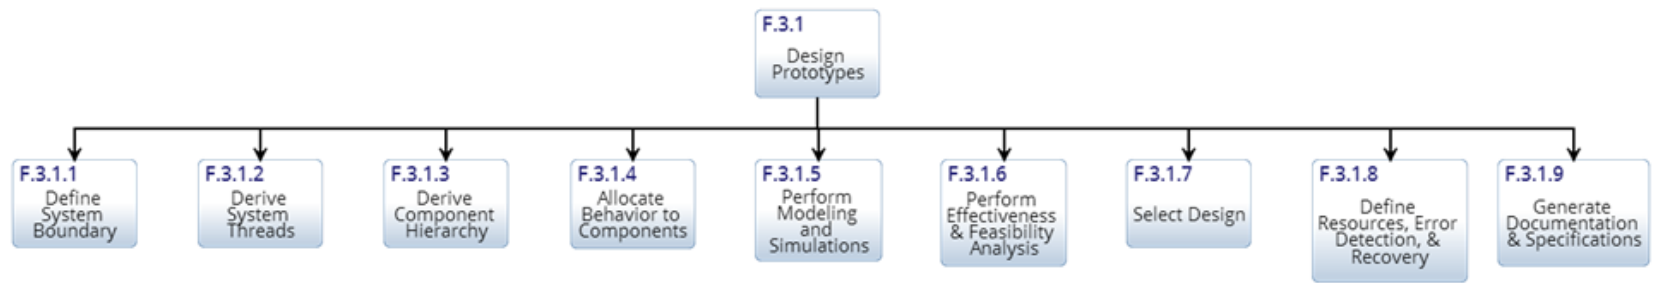 F.3.1
Design
Prototypes
F.3.1.1
Define
System
Boundary
F.3.1.2
Derive
System
Threads
F.3.1.3
Derive
Component
Hierarchy
F.3.1.4
Allocate
Behavior to
Components
F.3.1.5
Perform
Modeling
and
Simulations
F.3.1.6
Perform
Effectiveness
& Feasibility
Analysis
F.3.1.7
Select Design
F.3.1.8
Define
Resources, Error
Detection, &
Recovery
F.3.1.9
Generate
Documentation
& Specifications